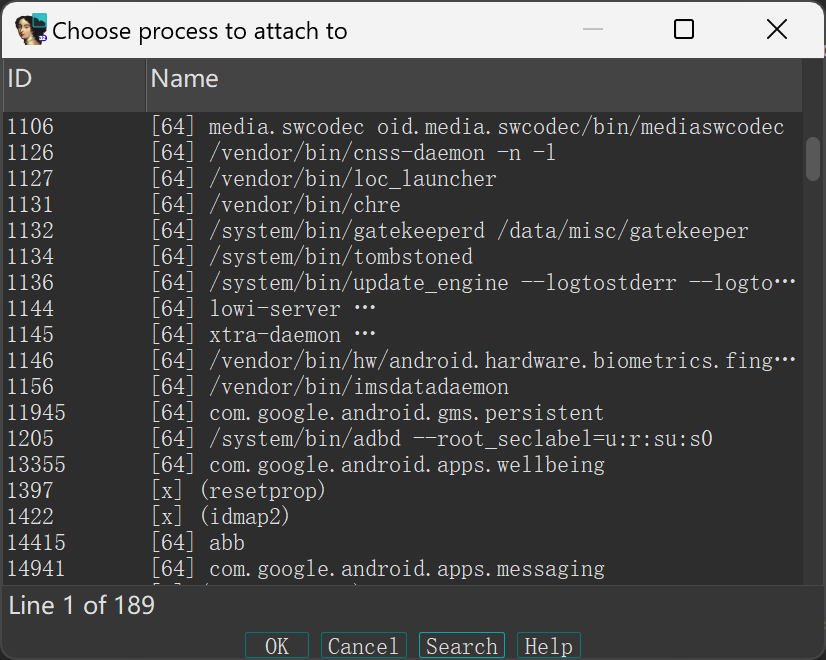 Choose process to attach to
ID Name
1106 [64] media.swcodec oid.media.swcodec/bin/mediaswcodec
1126 [64] /vendor/bin/cnss-daemon -n -l
1127 [64] /vendor/bin/loc_launcher
1131 [64] /vendor/bin/chre
1132 [64] /system/bin/gatekeeperd /data/misc/gatekeeper
1134 [64] /system/bin/tombstoned
1136 [64] /system/bin/update_engine --logtostderr --logto…
1144 [64] lowi-server …
1145 [64] xtra-daemon …
1146 [64] /vendor/bin/hw/android.hardware.biometrics.fing…
1156 [64] /vendor/bin/imsdatadaemon
11945 [64] com.google.android.gms.persistent
1205 [64] /system/bin/adbd --root_seclabel=u:r:su:s0
13355 [64] com.google.android.apps.wellbeing
1397 [x] (resetprop)
1422 [x] (idmap2)
14415 [64] abb
14941 [64] com.google.android.apps.messaging
Line 1 of 189
OK Cancel Search Help